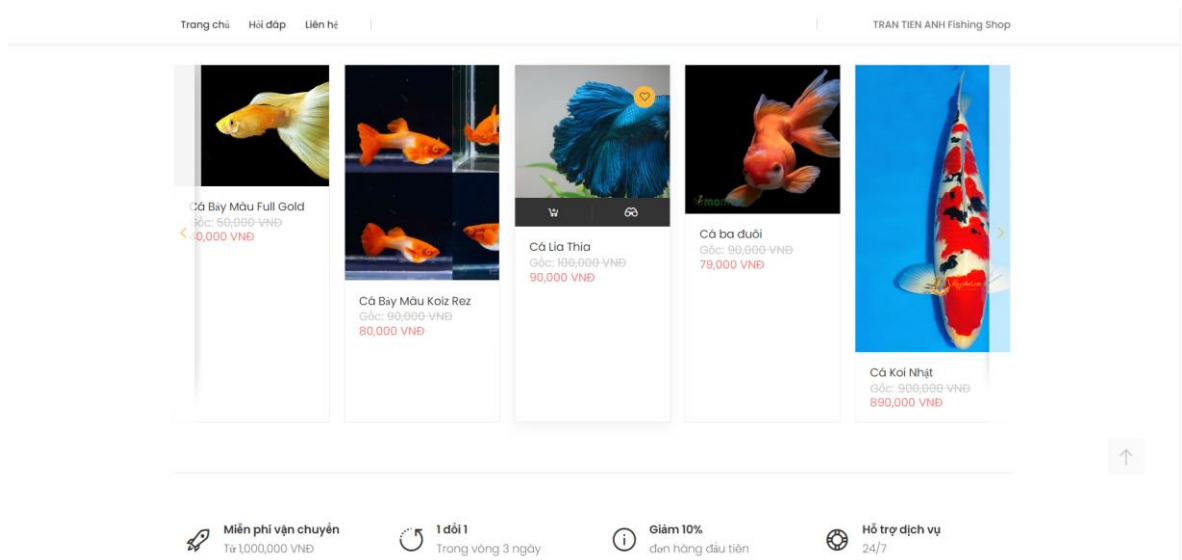 Trang chủ Hỏi đáp Liên hệ
TRAN TIEN ANH Fishing Shop
Cá Bảy Màu Full Gold
Gốc: 50,000 VNĐ
0,000 VNĐ
Cá Bảy Màu Koiz Rez
Gốc: 90,000 VNĐ
80,000 VNĐ
Cá Lia Thia
Gốc: 100,000 VNĐ
90,000 VNĐ
Cá ba đuôi
Gốc: 90,000 VNĐ
79,000 VNĐ
Cá Koi Nhật
Gốc: 900,000 VNĐ
890,000 VNĐ
Miễn phí vận chuyển
Từ 1,000,000 VNĐ
1 đổi 1
Trong vòng 3 ngày
Giảm 10%
đơn hàng đầu tiên
Hỗ trợ dịch vụ
24/7